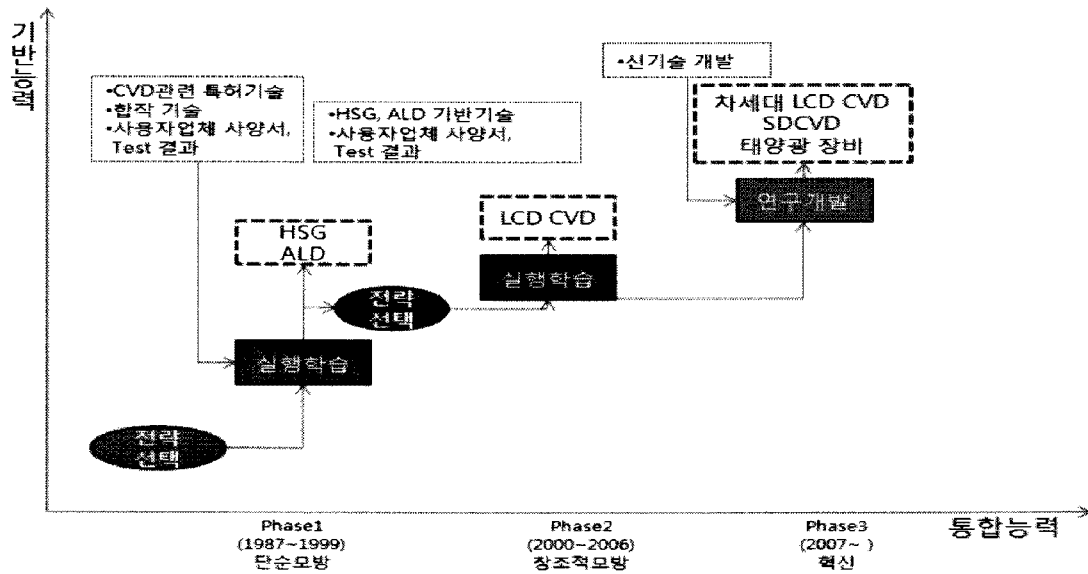 기반능력
•CVD관련 특허기술
•합작 기술
•사용자업체 사양서,
Test 결과
•HSG, ALD 기반기술
•사용자업체 사양서,
Test 결과
•신기술 개발
차세대 LCD CVD
SDCVD
태양광 장비
연구개발
HSG
ALD
LCD CVD
실행학습
전략
선택
실행학습
전략
선택
Phase1
(1987~1999)
단순모방
Phase2
(2000~2006)
창조적모방
Phase3
(2007~ )
혁신
통합능력